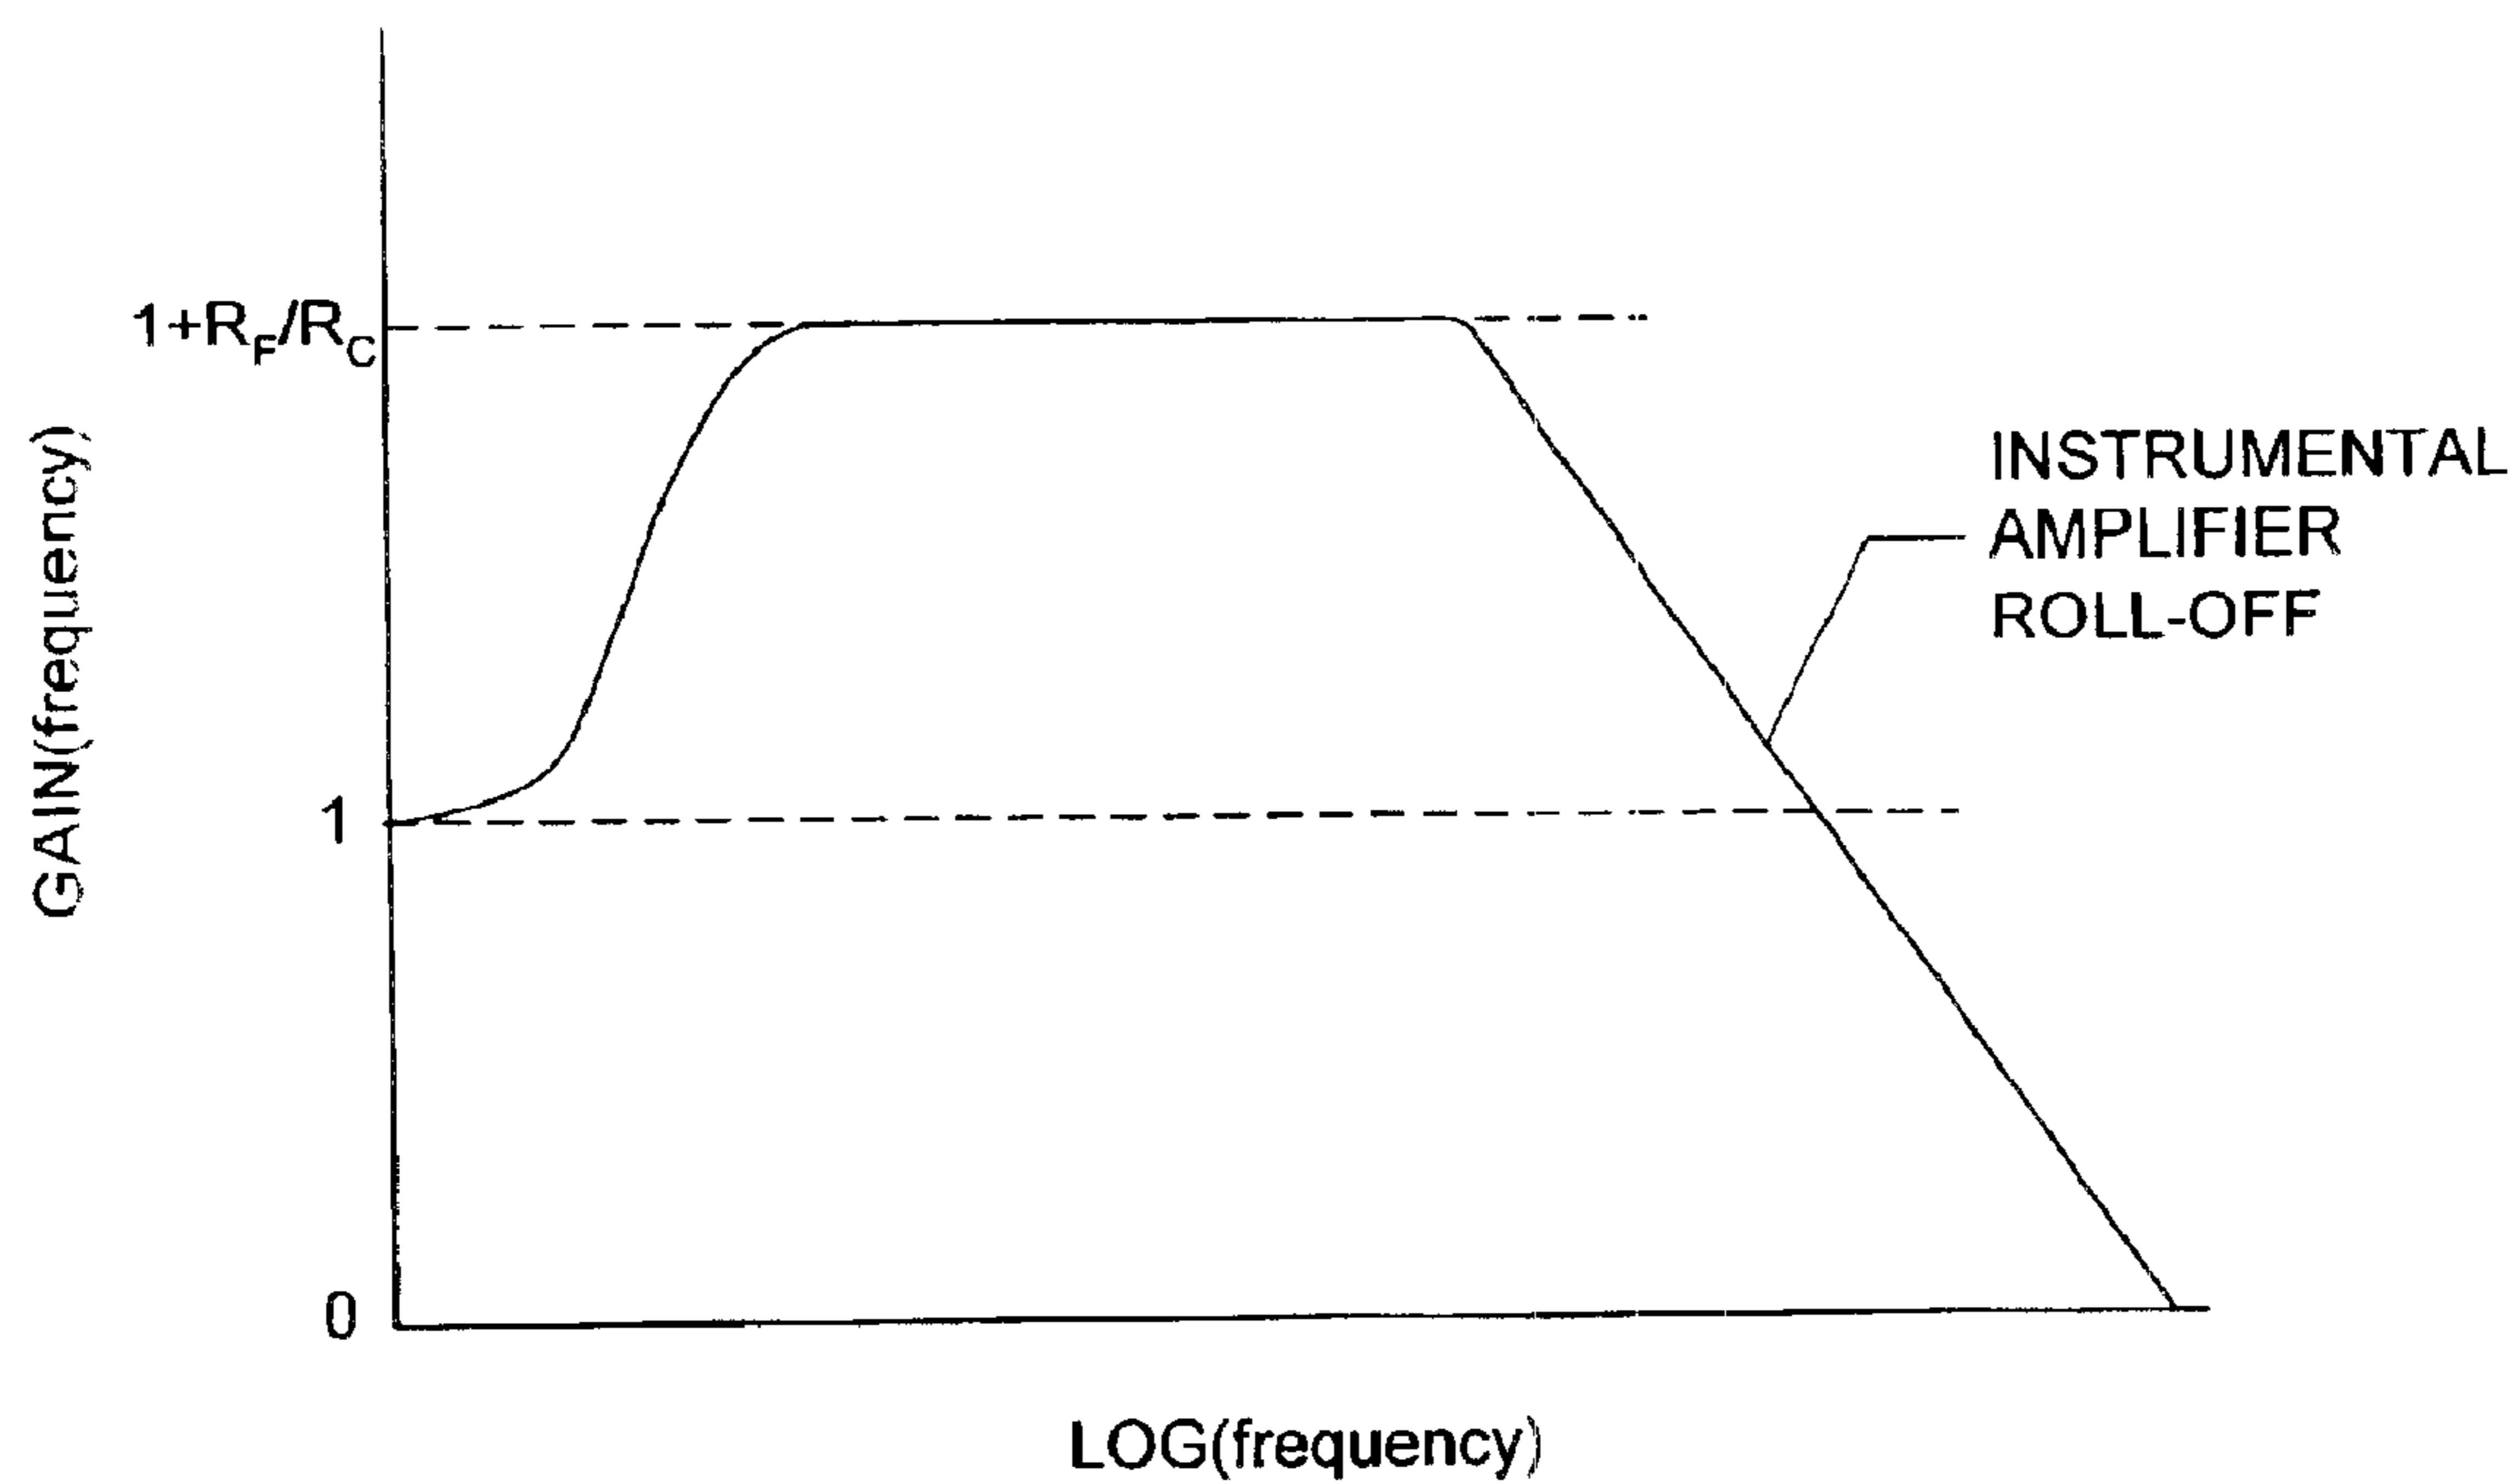 1+R_F/R_C
GAIN(frequency)
INSTRUMENTAL
AMPLIFIER
ROLL-OFF
1
0
LOG(frequency)